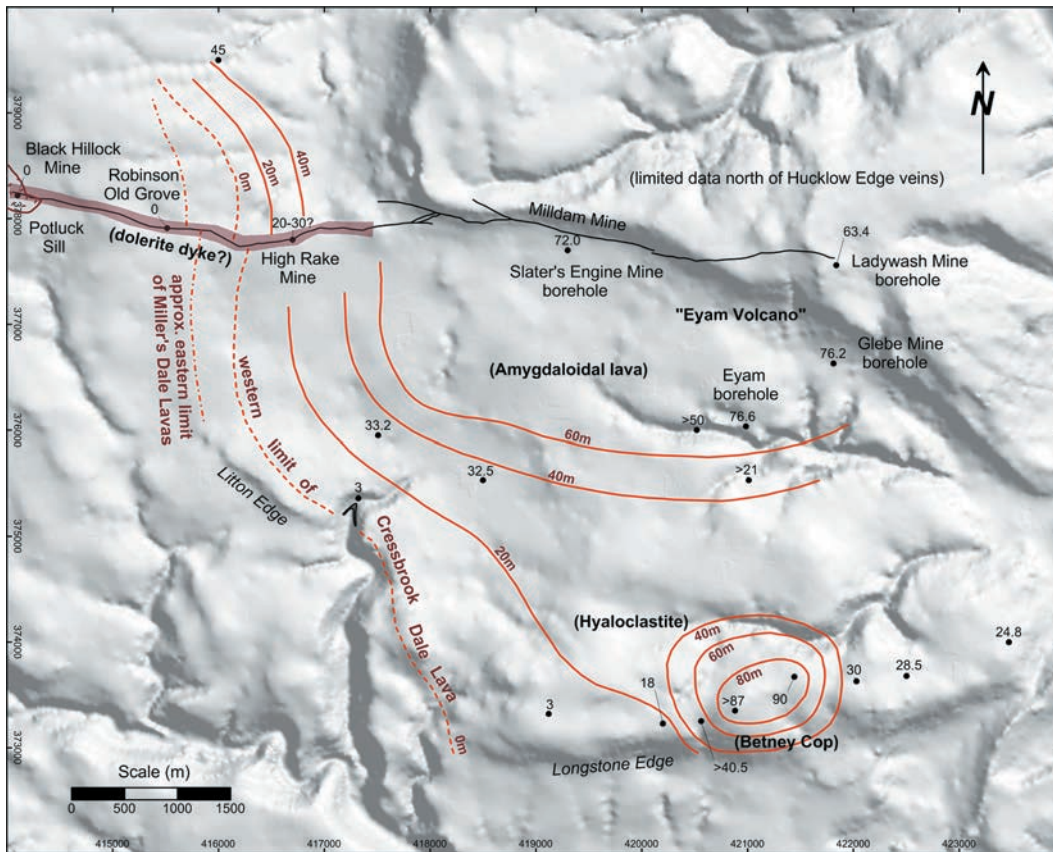 45
N
379000
Black Hillock
Mine
0
Robinson
Old Grove
0
40m
20m
0m
(limited data north of Hucklow Edge veins)
378000
Potluck
Sill
(dolerite dyke?)
20-30?
High Rake
Mine
Milldam Mine
72.0
Slater's Engine Mine
borehole
63.4
Ladywash Mine
borehole
approx. eastern limit
of Miller's Dale Lavas
377000
"Eyam Volcano"
Glebe Mine
borehole
76.2
(Amygdaloidal lava)
Eyam
borehole
>50
76.6
western
limit of
Cressbrook Dale Lava
0m
376000
33.2
60m
32.5
40m
>21
Litton Edge
3
375000
20m
374000
(Hyaloclastite)
40m
60m
80m
24.8
30
28.5
18
3
>87
90
(Betney Cop)
373000
Longstone Edge
>40.5
Scale (m)
0 500 1000 1500
415000 416000 417000 418000 419000 420000 421000 422000 423000